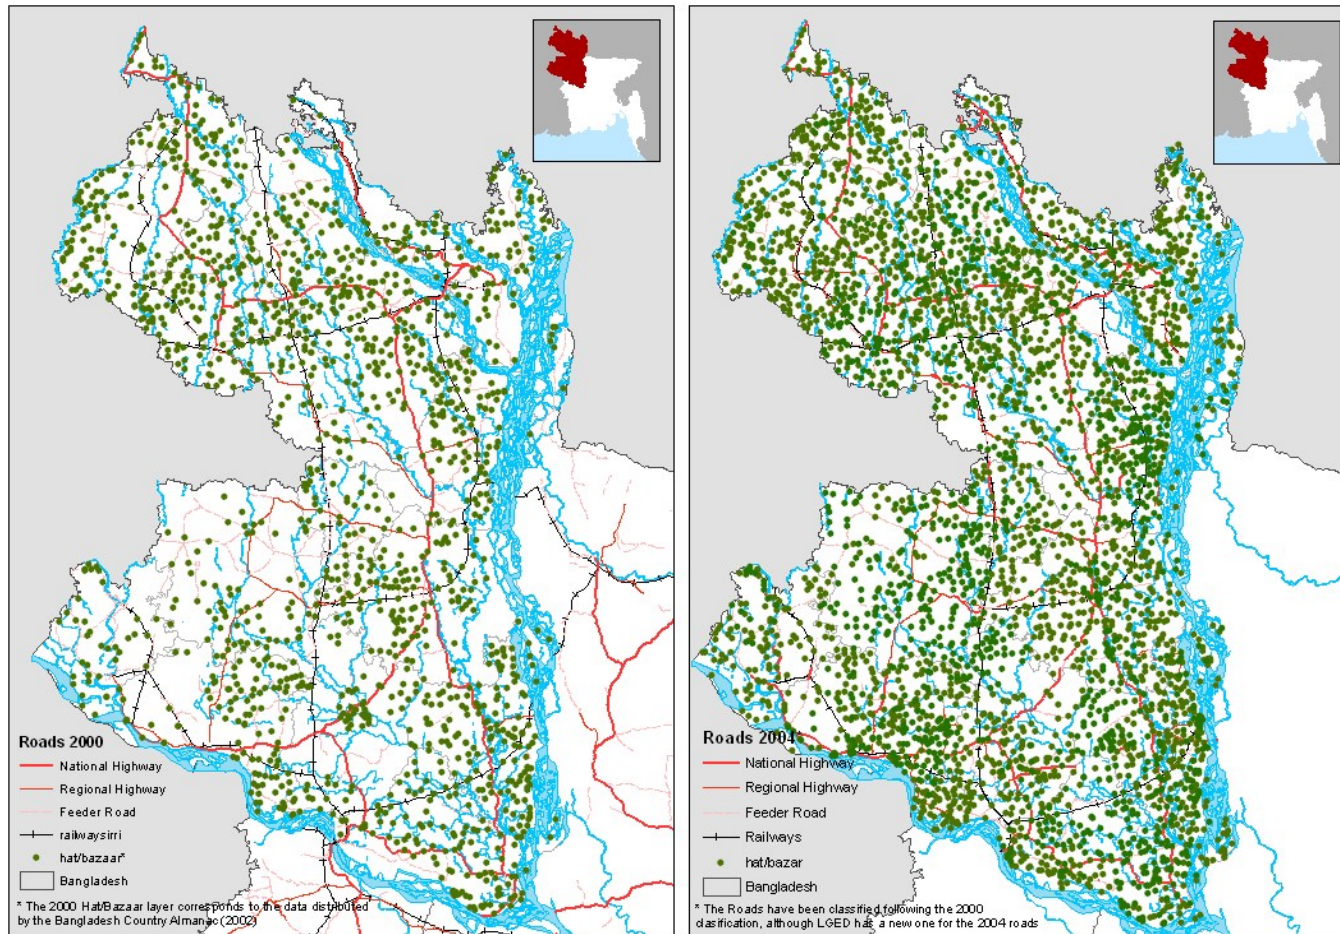 Roads 2000
National Highway
Regional Highway
Feeder Road
railwaysirri
hat/bazaar*
Bangladesh
* The 2000 Hat/Bazaar layer corresponds to the data distributed
by the Bangladesh Country Almanac (2002)
Roads 2004
National Highway
Regional Highway
Feeder Road
Railways
hat/bazar
Bangladesh
* The Roads have been classified following the 2000
clasification, although LGED has a new one for the 2004 roads